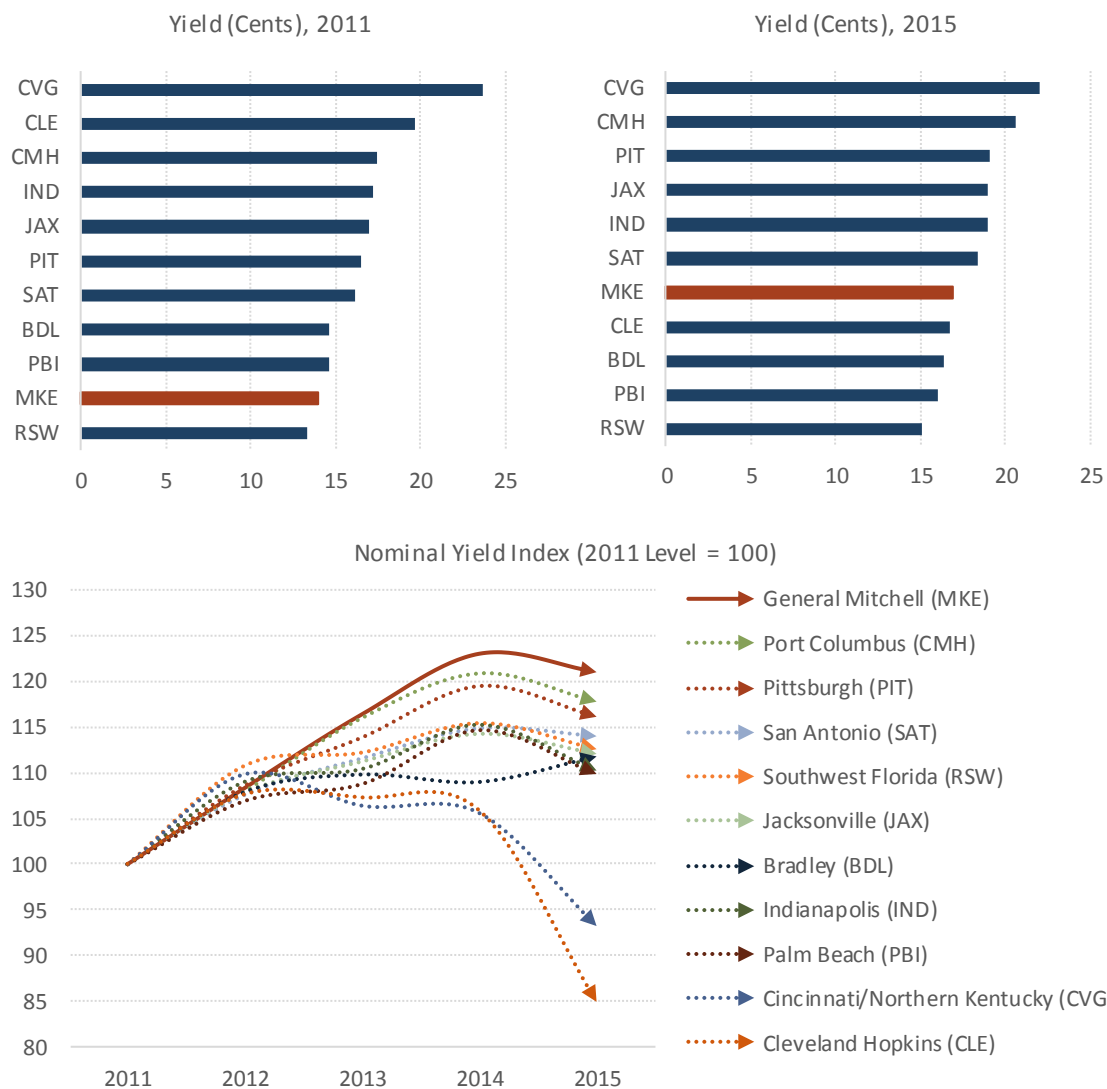 Yield (Cents), 2011
CVG
CLE
CMH
IND
JAX
PIT
SAT
BDL
PBI
MKE
RSW
0 5 10 15 20 25
Yield (Cents), 2015
CVG
CMH
PIT
JAX
IND
SAT
MKE
CLE
BDL
PBI
RSW
0 5 10 15 20 25
Nominal Yield Index (2011 Level = 100)
130
125
120
115
110
105
100
95
90
85
80
2011 2012 2013 2014 2015
General Mitchell (MKE)
Port Columbus (CMH)
Pittsburgh (PIT)
San Antonio (SAT)
Southwest Florida (RSW)
Jacksonville (JAX)
Bradley (BDL)
Indianapolis (IND)
Palm Beach (PBI)
Cincinnati/Northern Kentucky (CVG
Cleveland Hopkins (CLE)